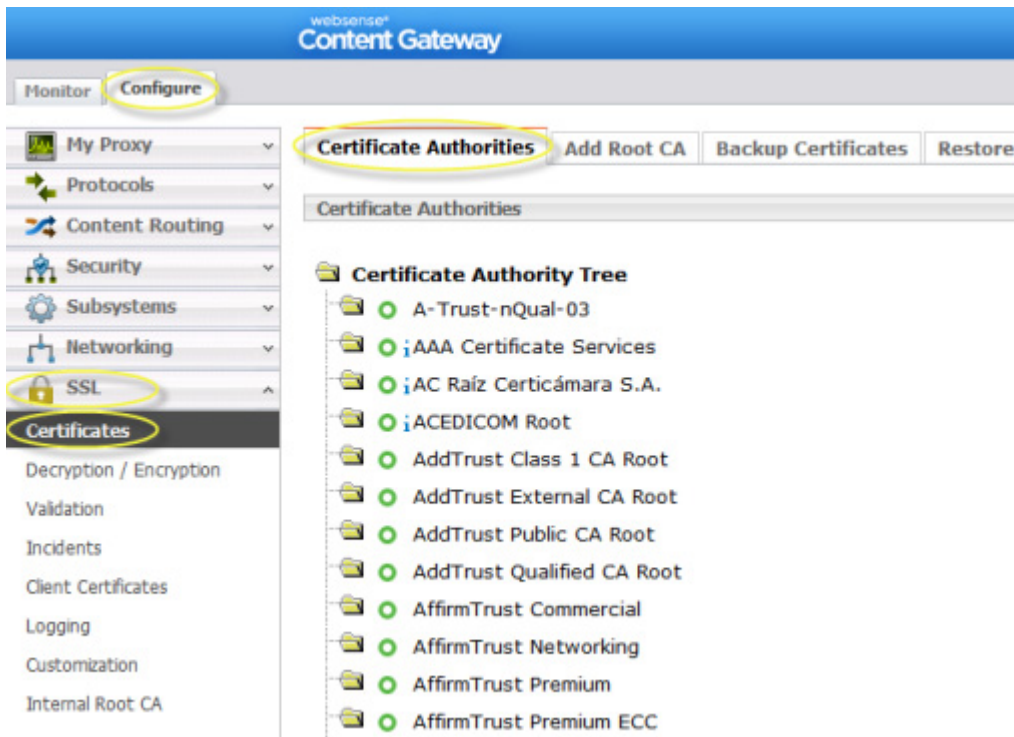 websense*
Content Gateway
Monitor Configure
My Proxy
Protocols
Content Routing
Security
Subsystems
Networking
SSL
Certificates
Decryption / Encryption
Validation
Incidents
Client Certificates
Logging
Customization
Internal Root CA
Certificate Authorities Add Root CA Backup Certificates Restore
Certificate Authorities
Certificate Authority Tree
A-Trust-nQual-03
i AAA Certificate Services
i AC Raíz Certicámara S.A.
i ACEDICOM Root
AddTrust Class 1 CA Root
AddTrust External CA Root
AddTrust Public CA Root
AddTrust Qualified CA Root
AffirmTrust Commercial
AffirmTrust Networking
AffirmTrust Premium
AffirmTrust Premium ECC